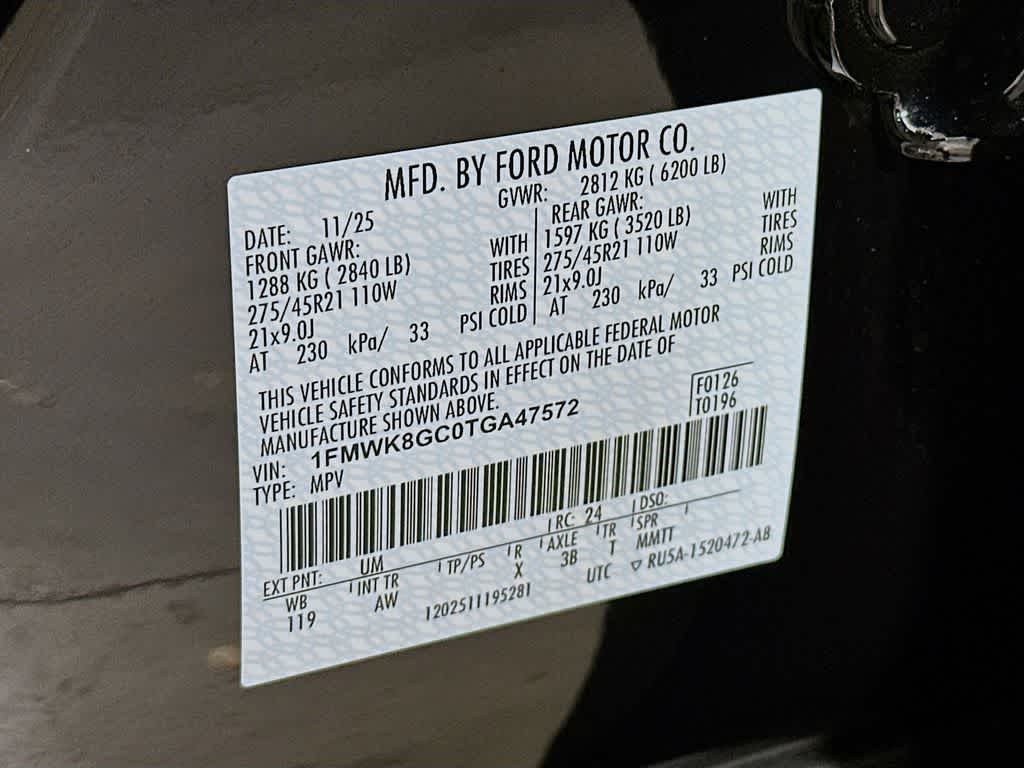 MFD. BY FORD MOTOR CO.
DATE: 11/25 GVWR: 2812 KG ( 6200 LB)
FRONT GAWR: REAR GAWR:
1288 KG ( 2840 LB) WITH 1597 KG ( 3520 LB) WITH
275/45R21 110W TIRES 275/45R21 110W TIRES
21x9.0J RIMS 21x9.0J RIMS
AT 230 kPa/ 33 PSI COLD AT 230 kPa/ 33 PSI COLD
THIS VEHICLE CONFORMS TO ALL APPLICABLE FEDERAL MOTOR
VEHICLE SAFETY STANDARDS IN EFFECT ON THE DATE OF
MANUFACTURE SHOWN ABOVE.
F0126
VIN: 1FMWK8GC0TGA47572 T0196
TYPE: MPV
EXT PNT: UM RC: 24 DSO:
WB INT TR TP/PS R AXLE TR SPR
119 AW X 3B T MMTT
1202511195281 UTC ▽ RU5A-1520472-AB